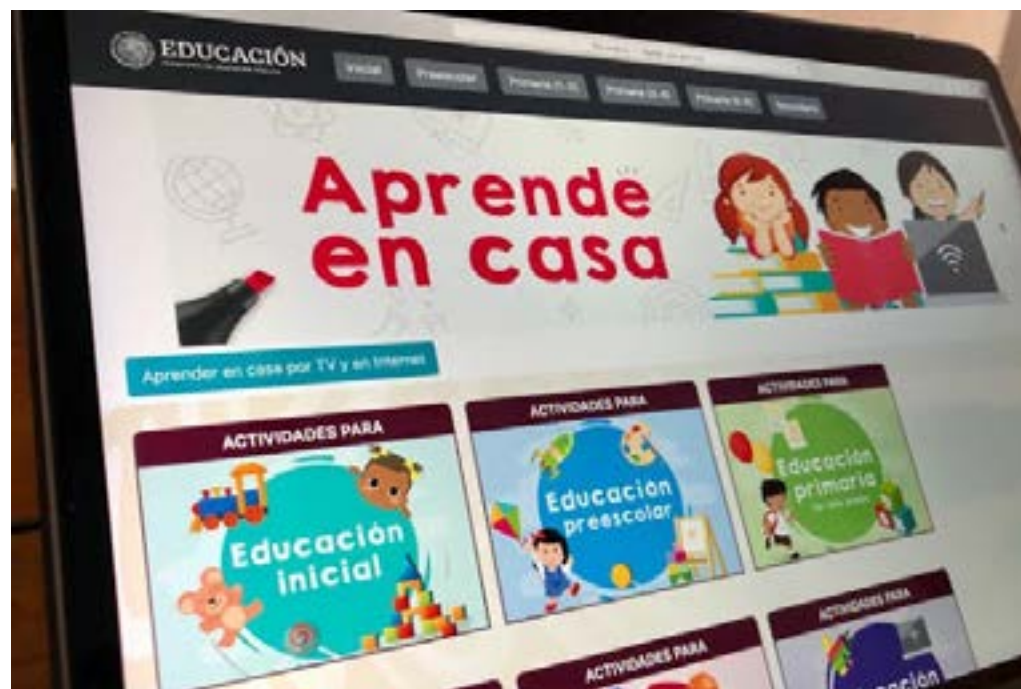 EDUCACIÓN
Inicial
Preescolar
Aprende
en casa
Aprender en casa por TV y en Internet
ACTIVIDADES PARA
Educación
inicial
ACTIVIDADES PARA
Educación
preescolar
ACTIVIDADES PARA
Educación
primaria
ACTIVIDADES PARA
ACTIVIDADES PARA